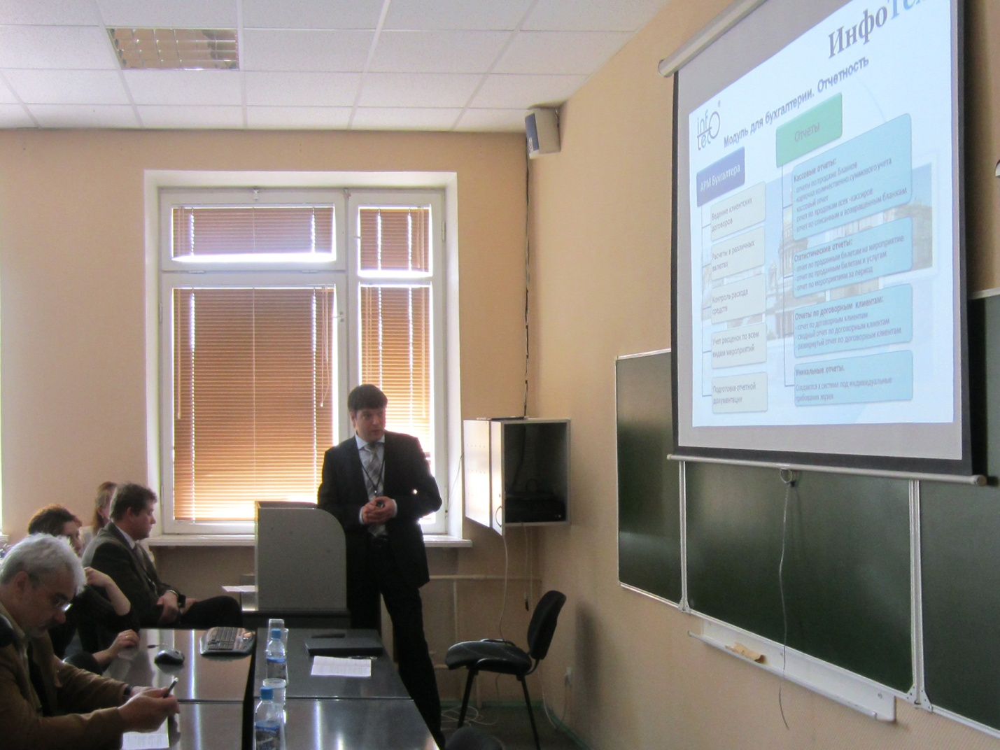 ИнфоТе
inf
tel
®
Модуль для бухгалтерии. Отчетность
АРМ Бухгалтера
Ведение клиентских
договоров
Расчеты в различных
валютах
Контроль расхода
средств
Учет расценок по всем
видам мероприятий
Подготовка отчетной
документации
Отчеты
Кассовые отчеты:
- отчеты по продаже бланков
- карточка количественно-суммового учета
- кассовый отчет
- отчет по продажам всех кассиров
- отчет по списанным и возвращенным бланкам
Статистические отчеты:
- отчет по проданным билетам на мероприятие
- отчет по проданным билетам и услугам
- отчет по мероприятиям за период
Отчеты по договорным клиентам:
- отчет по договорным клиентам
- сводный отчет по договорным клиентам
- развернутый отчет по договорным клиентам
Уникальные отчеты.
Создаются в системе под индивидуальные
требования музея